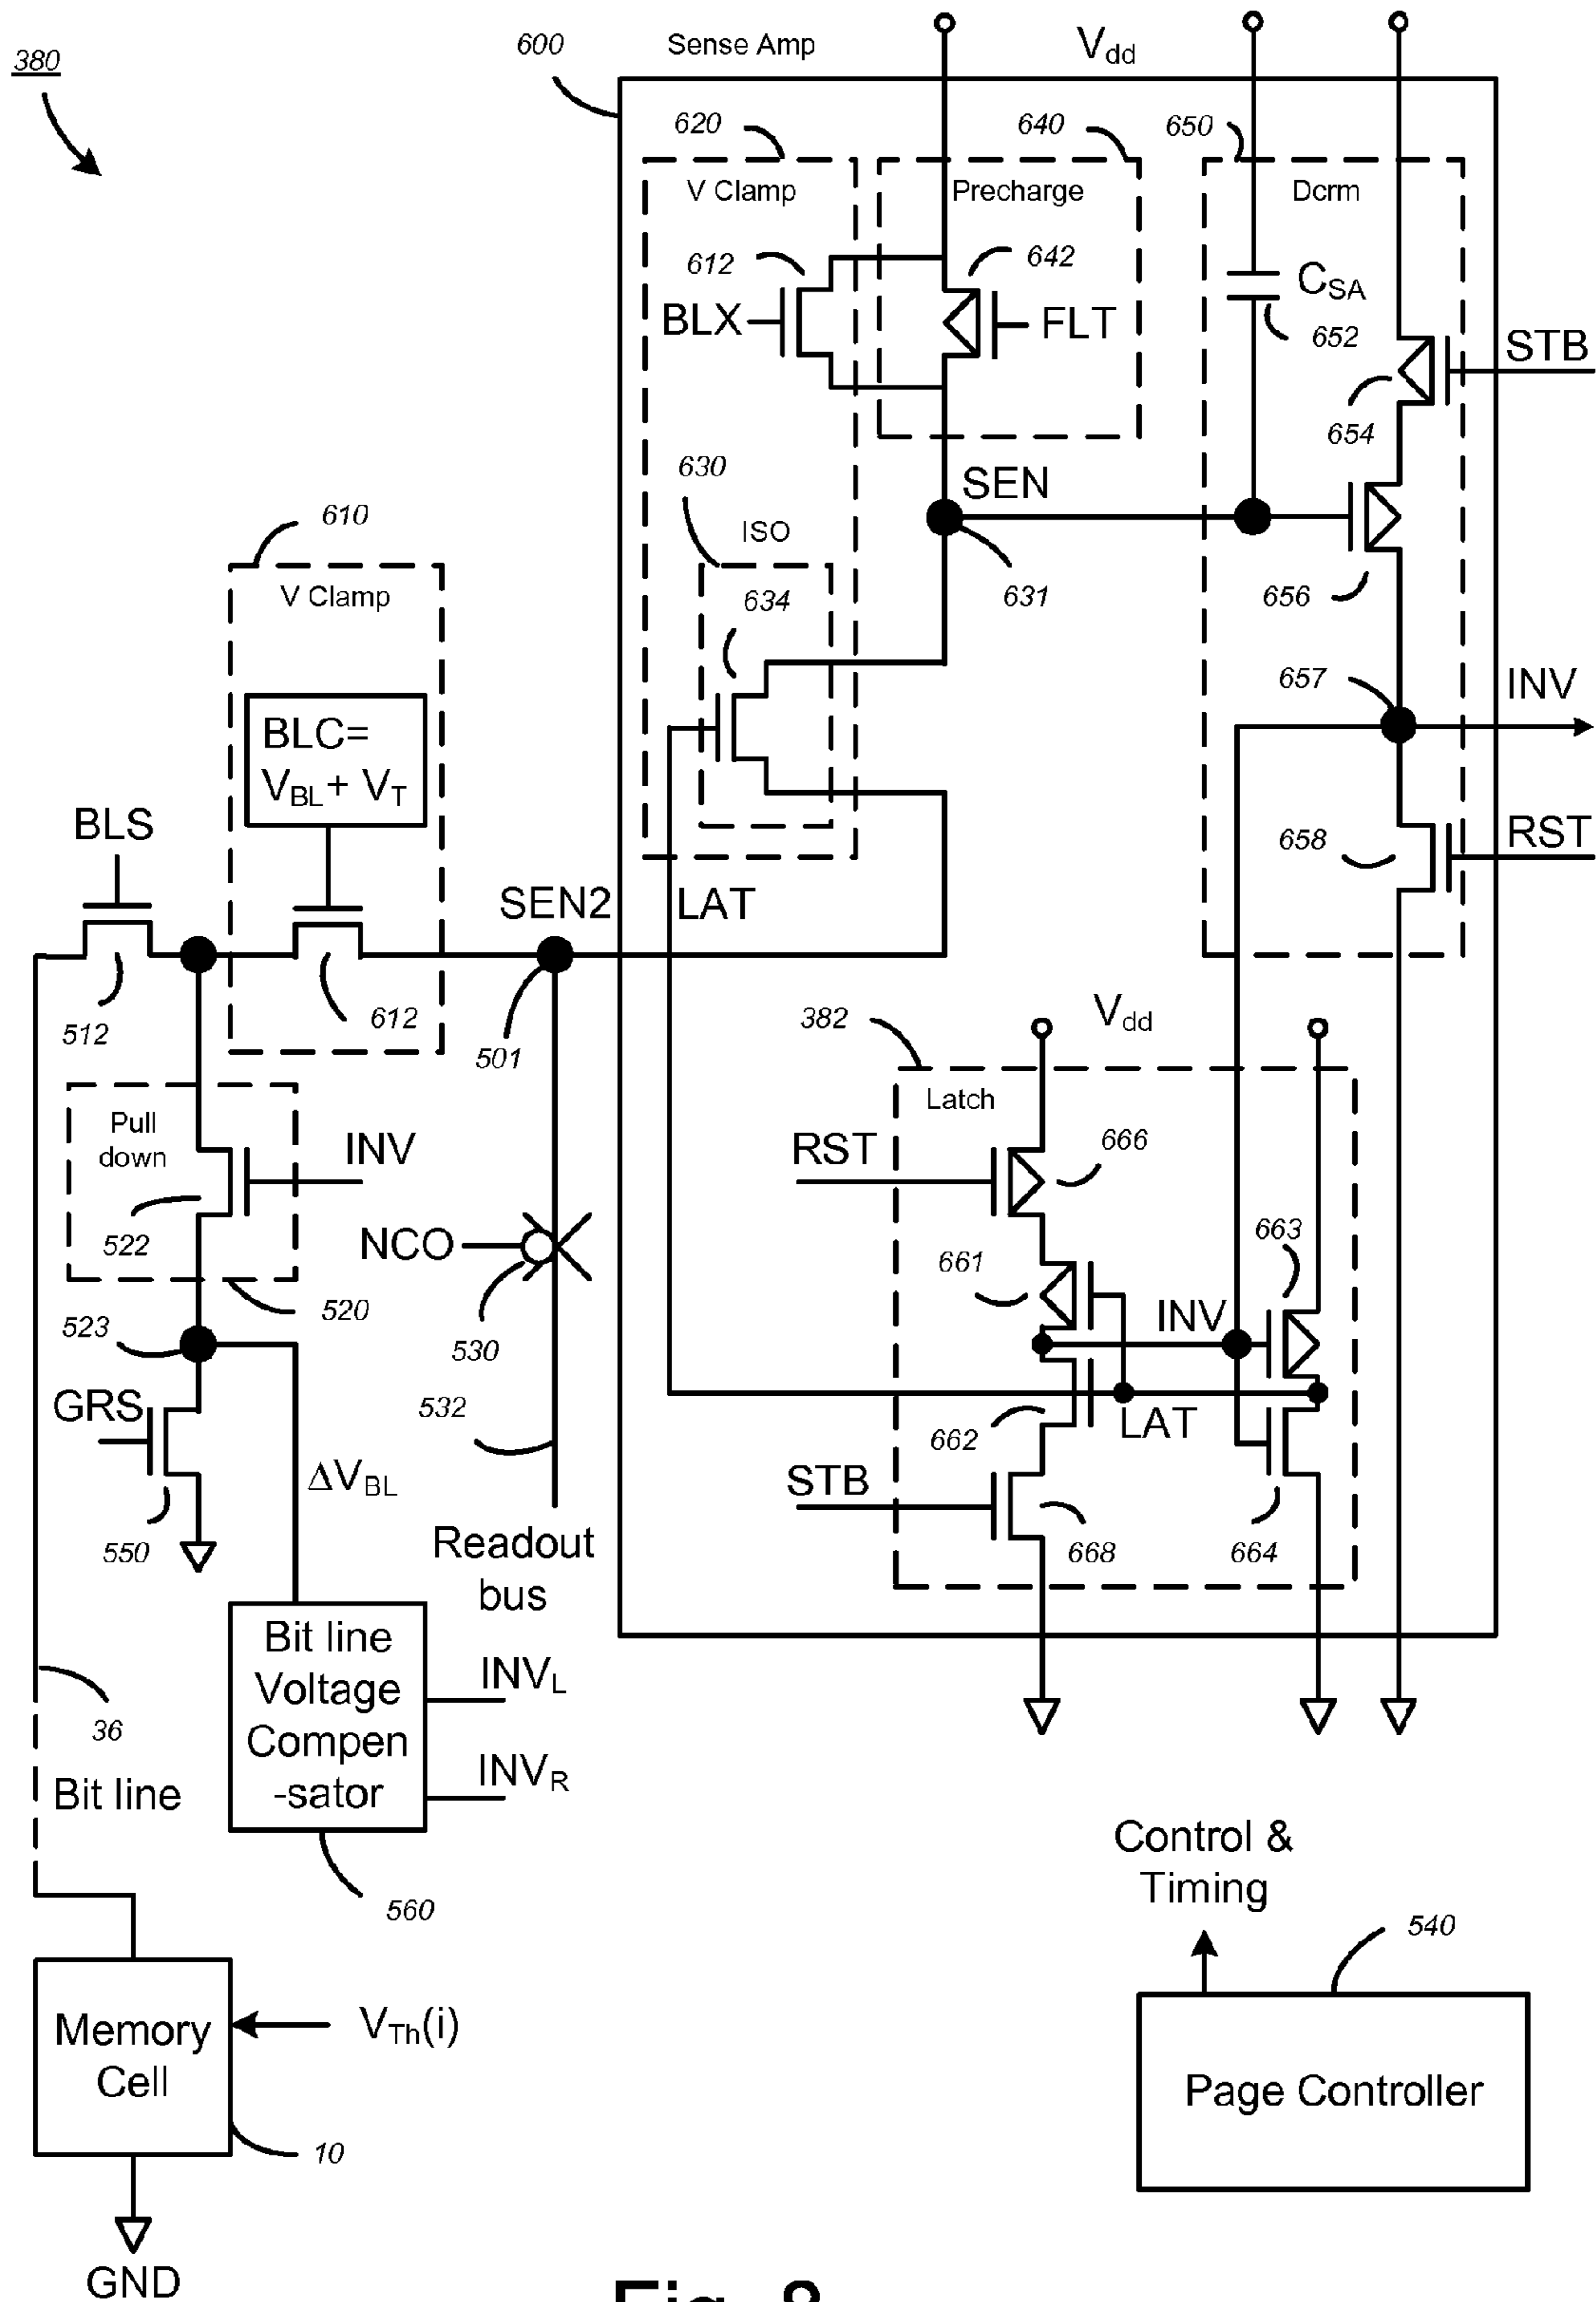 380
600
Sense Amp
Vdd
620
640
650
V Clamp
Precharge
Dcrm
612
642
CSA
BLX
FLT
652
STB
654
630
SEN
610
ISO
V Clamp
634
631
656
657
INV
BLC=
VBL+ VT
658
RST
BLS
SEN2
LAT
512
612
501
382
Vdd
Latch
Pull
down
INV
RST
666
522
NCO
661
663
520
INV
523
530
GRS
532
662
LAT
ΔVBL
STB
550
Readout
bus
668
664
Bit line
Voltage
Compen
-sator
INVL
36
INVR
Bit line
560
Control &
Timing
540
Memory
Cell
VTh(i)
Page Controller
10
GND
Fig. 8